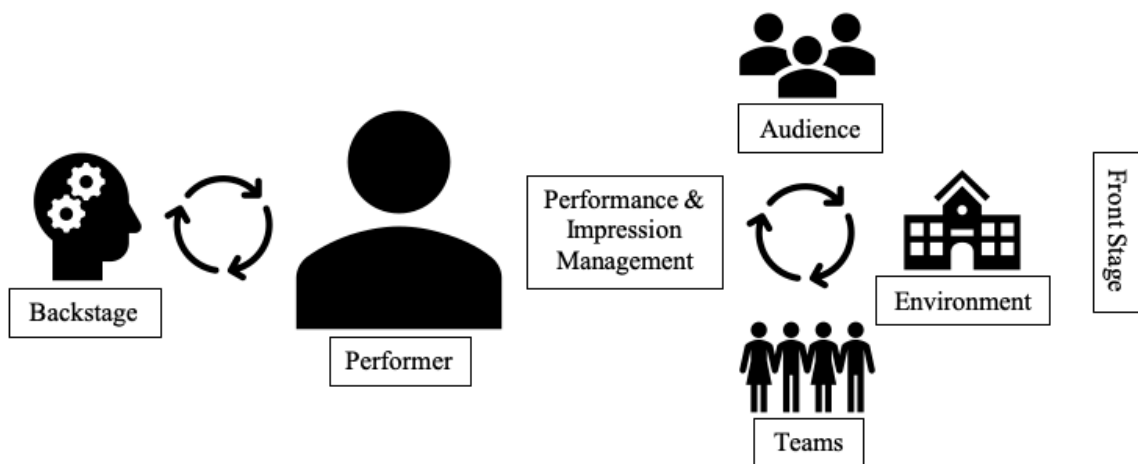 Audience
Performance &
Impression
Management
Front Stage
Backstage
Environment
Performer
Teams